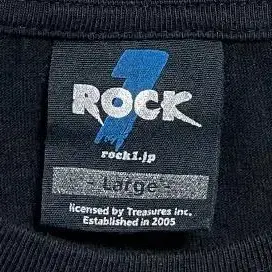 ROCK
rock1.jp
- Large -
licensed by Treasures inc.
Established in 2005